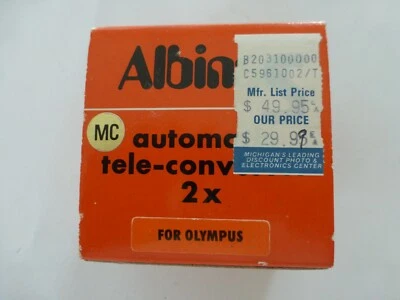 Albin
B203100000
C5961002/T
Mfr. List Price
$ 49.95
OUR PRICE
$ 29.99
MICHIGAN'S LEADING
DISCOUNT PHOTO &
ELECTRONICS CENTER
MC
automa
tele-conv
2x
FOR OLYMPUS